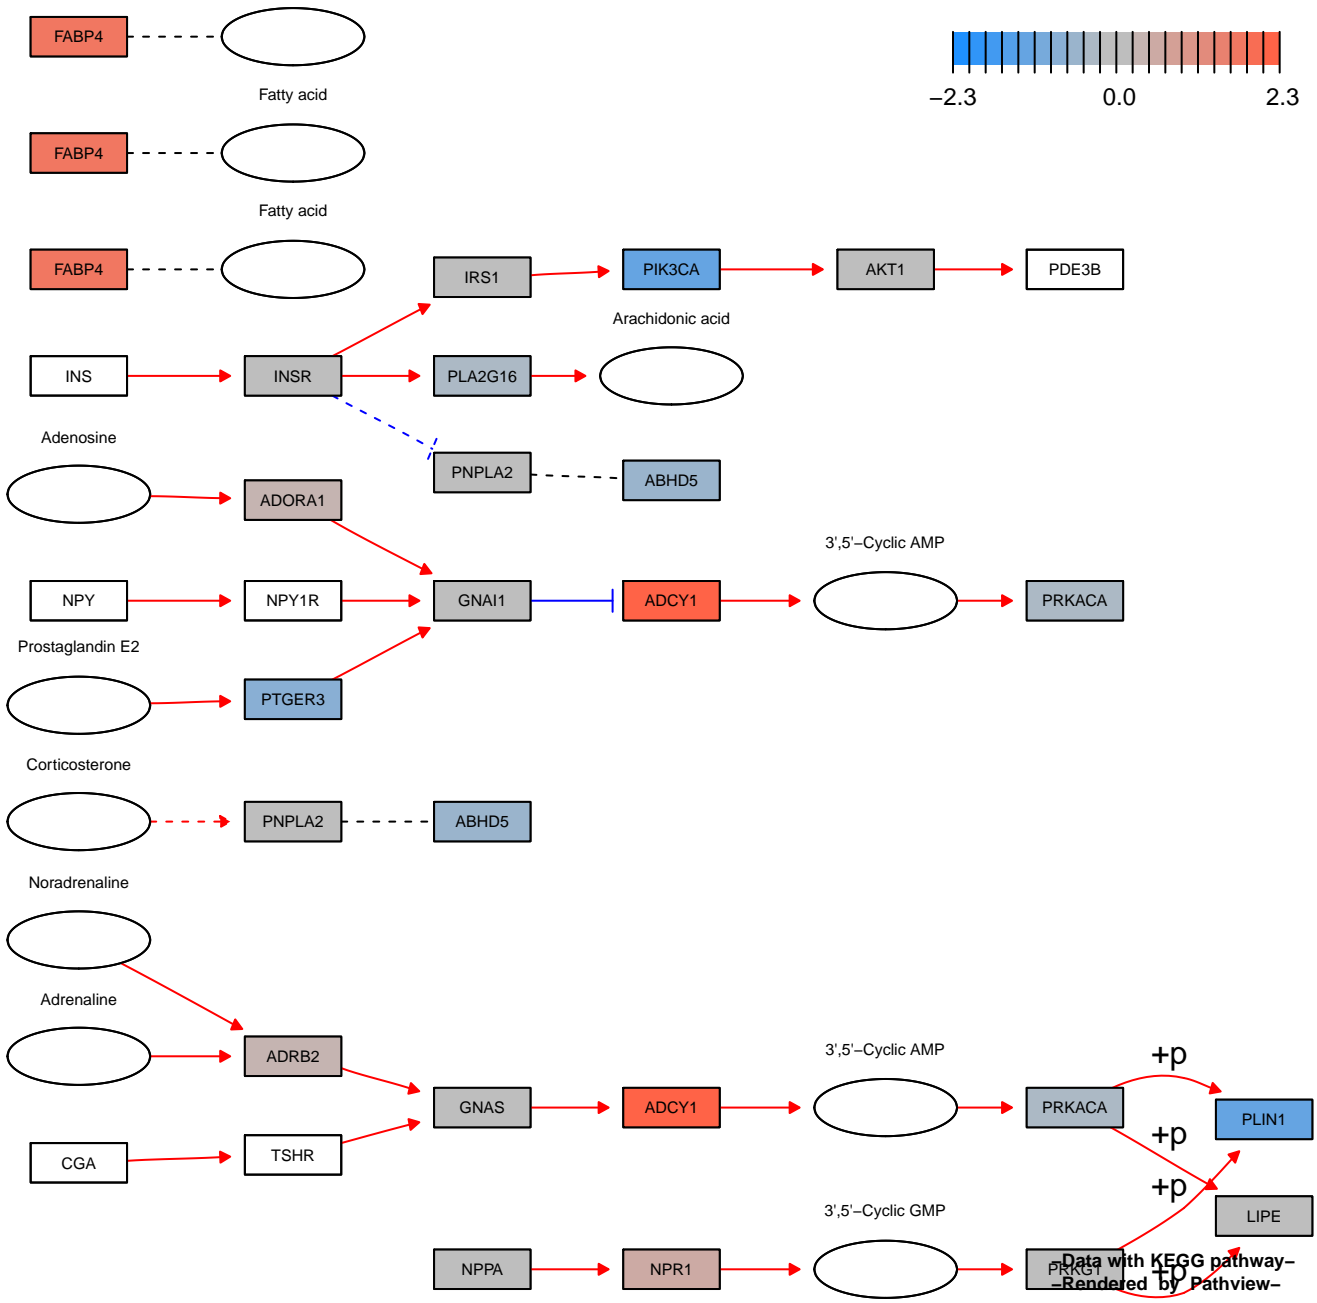 FABP4
−2.3 0.0 2.3
Fatty acid
FABP4
Fatty acid
FABP4
IRS1
PIK3CA
AKT1
PDE3B
Arachidonic acid
INS
INSR
PLA2G16
Adenosine
PNPLA2
ABHD5
ADORA1
3',5'−Cyclic AMP
NPY
NPY1R
GNAI1
ADCY1
PRKACA
Prostaglandin E2
PTGER3
Corticosterone
PNPLA2
ABHD5
Noradrenaline
Adrenaline
ADRB2
3',5'−Cyclic AMP
+p
GNAS
ADCY1
PRKACA
PLIN1
+p
CGA
TSHR
+p
3',5'−Cyclic GMP
LIPE
NPPA
NPR1
PRKG1
+p
−Data with KEGG pathway−
−Rendered by Pathview−